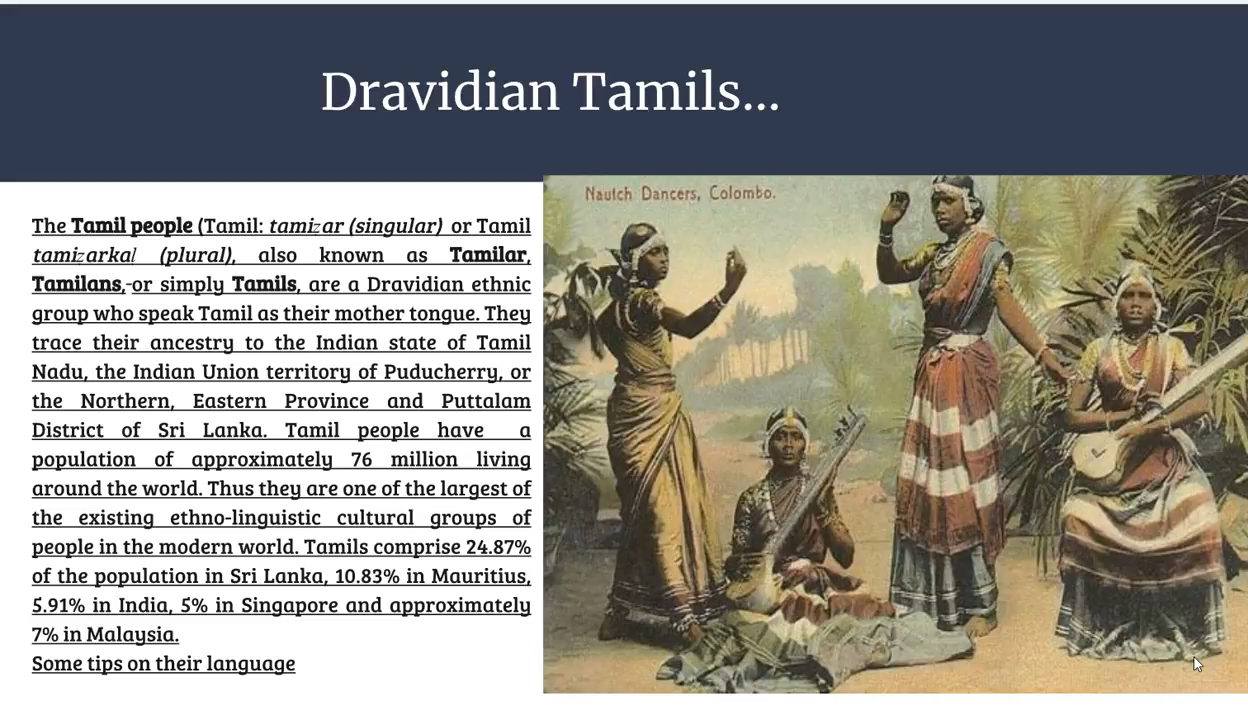 Dravidian Tamils...
Nautch Dancers, Colombo.
The Tamil people (Tamil: tamiẓar (singular) or Tamil
tamiẓarkaḷ (plural), also known as Tamilar,
Tamilans, or simply Tamils, are a Dravidian ethnic
group who speak Tamil as their mother tongue. They
trace their ancestry to the Indian state of Tamil
Nadu, the Indian Union territory of Puducherry, or
the Northern, Eastern Province and Puttalam
District of Sri Lanka. Tamil people have a
population of approximately 76 million living
around the world. Thus they are one of the largest of
the existing ethno-linguistic cultural groups of
people in the modern world. Tamils comprise 24.87%
of the population in Sri Lanka, 10.83% in Mauritius,
5.91% in India, 5% in Singapore and approximately
7% in Malaysia.
Some tips on their language